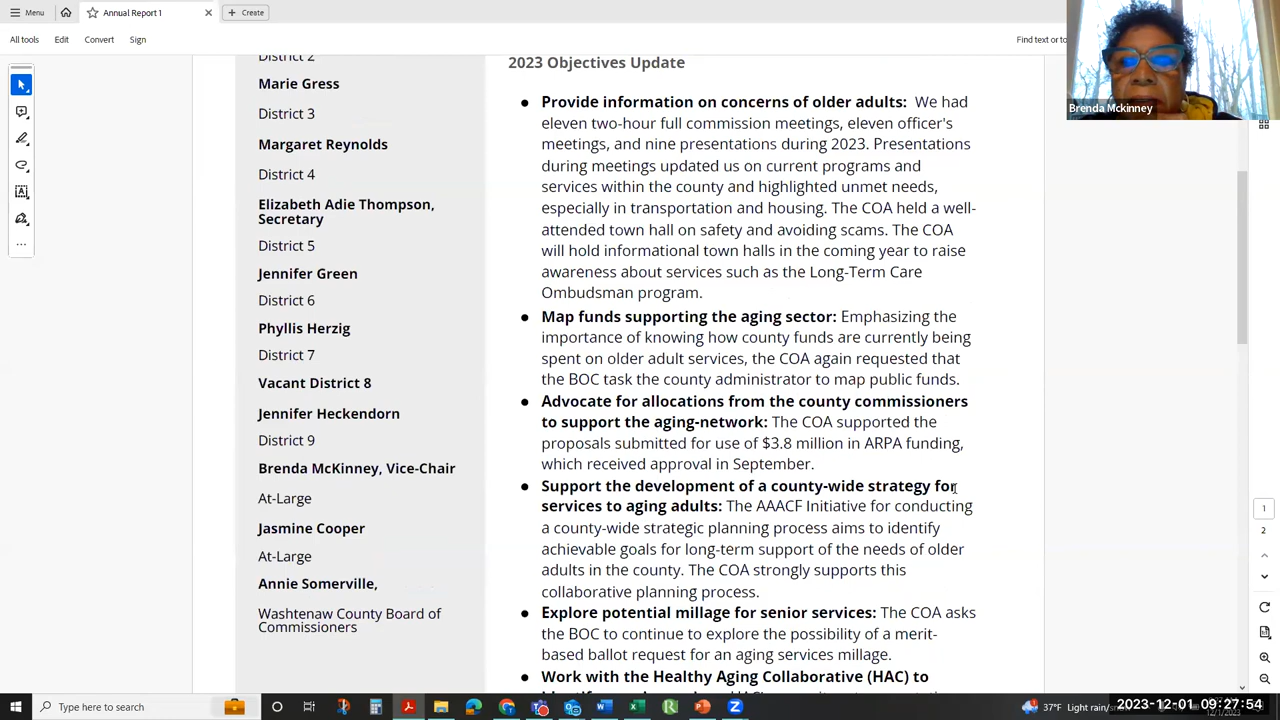 Menu
Annual Report 1
Create
All tools
Edit
Convert
Sign
Find text or to
Brenda Mckinney
District 2
Marie Gress
District 3
Margaret Reynolds
District 4
Elizabeth Adie Thompson,
Secretary
District 5
Jennifer Green
District 6
Phyllis Herzig
District 7
Vacant District 8
Jennifer Heckendorn
District 9
Brenda McKinney, Vice-Chair
At-Large
Jasmine Cooper
At-Large
Annie Somerville,
Washtenaw County Board of
Commissioners
2023 Objectives Update
● Provide information on concerns of older adults: We had
eleven two-hour full commission meetings, eleven officer's
meetings, and nine presentations during 2023. Presentations
during meetings updated us on current programs and
services within the county and highlighted unmet needs,
especially in transportation and housing. The COA held a well-
attended town hall on safety and avoiding scams. The COA
will hold informational town halls in the coming year to raise
awareness about services such as the Long-Term Care
Ombudsman program.
● Map funds supporting the aging sector: Emphasizing the
importance of knowing how county funds are currently being
spent on older adult services, the COA again requested that
the BOC task the county administrator to map public funds.
● Advocate for allocations from the county commissioners
to support the aging-network: The COA supported the
proposals submitted for use of $3.8 million in ARPA funding,
which received approval in September.
● Support the development of a county-wide strategy for
services to aging adults: The AAACF Initiative for conducting
a county-wide strategic planning process aims to identify
achievable goals for long-term support of the needs of older
adults in the county. The COA strongly supports this
collaborative planning process.
● Explore potential millage for senior services: The COA asks
the BOC to continue to explore the possibility of a merit-
based ballot request for an aging services millage.
● Work with the Healthy Aging Collaborative (HAC) to
1
2
Type here to search
37°F Light rain
2023-12-01 09:27:54